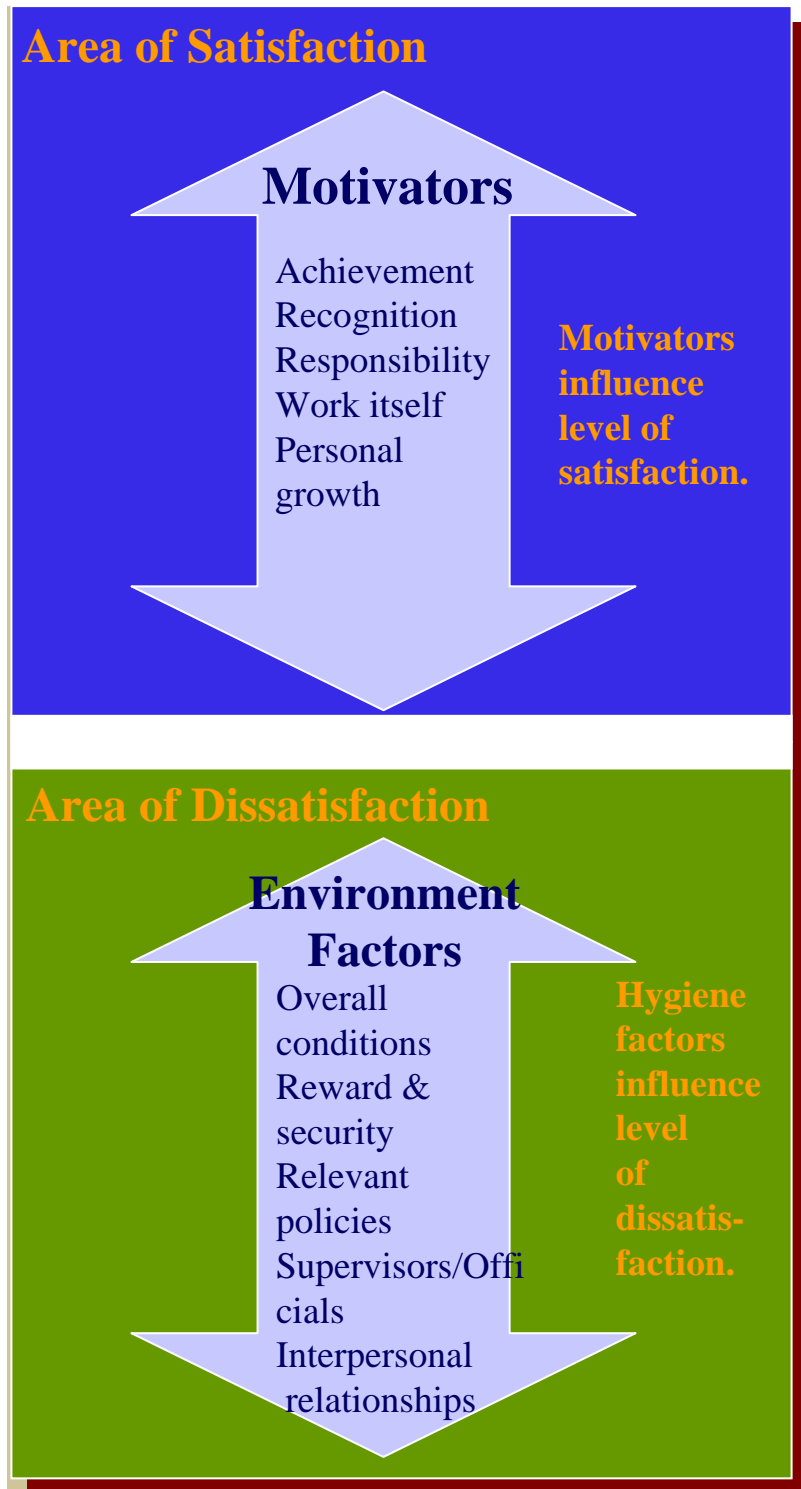 Area of Satisfaction
Motivators
Achievement
Recognition
Responsibility
Work itself
Personal
growth
Motivators
influence
level of
satisfaction.
Area of Dissatisfaction
Environment
Factors
Overall
conditions
Reward &
security
Relevant
policies
Supervisors/Offi
cials
Interpersonal
relationships
Hygiene
factors
influence
level
of
dissatis-
faction.